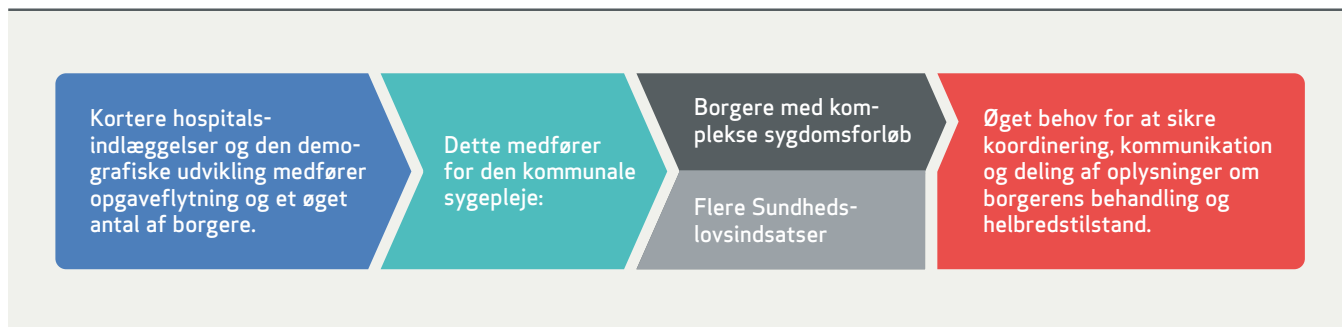 Kortere hospitals-
indlæggelser og den demo-
grafiske udvikling medfører
opgaveflytning og et øget
antal af borgere.
Dette medfører
for den kommunale
sygepleje:
Borgere med kom-
plekse sygdomsforløb
Flere Sundheds-
lovsindsatser
Øget behov for at sikre
koordinering, kommunikation
og deling af oplysninger om
borgerens behandling og
helbredstilstand.